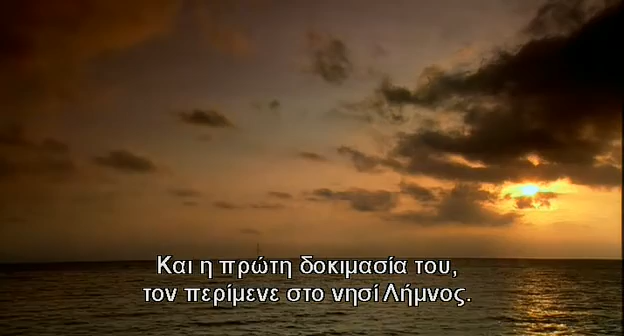 Και η πρώτη δοκιμασία του,
τον περίμενε στο νησί Λήμνος.